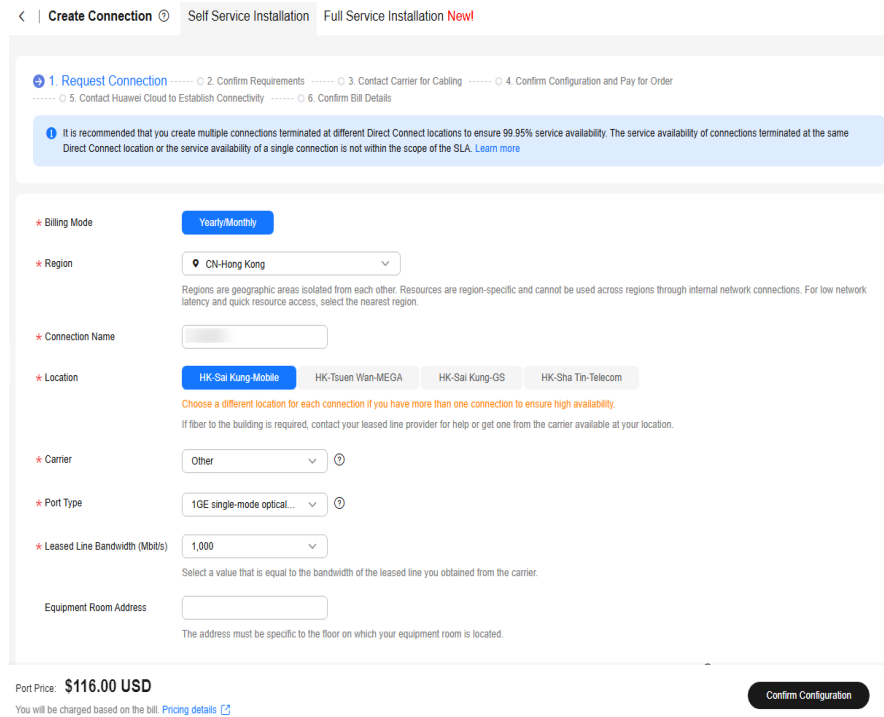 Create Connection ? Self Service Installation Full Service Installation New!
1. Request Connection 2. Confirm Requirements 3. Contact Carrier for Cabling 4. Confirm Configuration and Pay for Order
5. Contact Huawei Cloud to Establish Connectivity 6. Confirm Bill Details
It is recommended that you create multiple connections terminated at different Direct Connect locations to ensure 99.95% service availability. The service availability of connections terminated at the same
Direct Connect location or the service availability of a single connection is not within the scope of the SLA. Learn more
* Billing Mode Yearly/Monthly
* Region CN-Hong Kong
Regions are geographic areas isolated from each other. Resources are region-specific and cannot be used across regions through internal network connections. For low network
latency and quick resource access, select the nearest region.
* Connection Name
* Location HK-Sai Kung-Mobile HK-Tsuen Wan-MEGA HK-Sai Kung-GS HK-Sha Tin-Telecom
Choose a different location for each connection if you have more than one connection to ensure high availability.
If fiber to the building is required, contact your leased line provider for help or get one from the carrier available at your location.
* Carrier Other ?
* Port Type 1GE single-mode optical... ?
* Leased Line Bandwidth (Mbit/s) 1,000
Select a value that is equal to the bandwidth of the leased line you obtained from the carrier.
Equipment Room Address
The address must be specific to the floor on which your equipment room is located.
Port Price: $116.00 USD
You will be charged based on the bill. Pricing details
Confirm Configuration